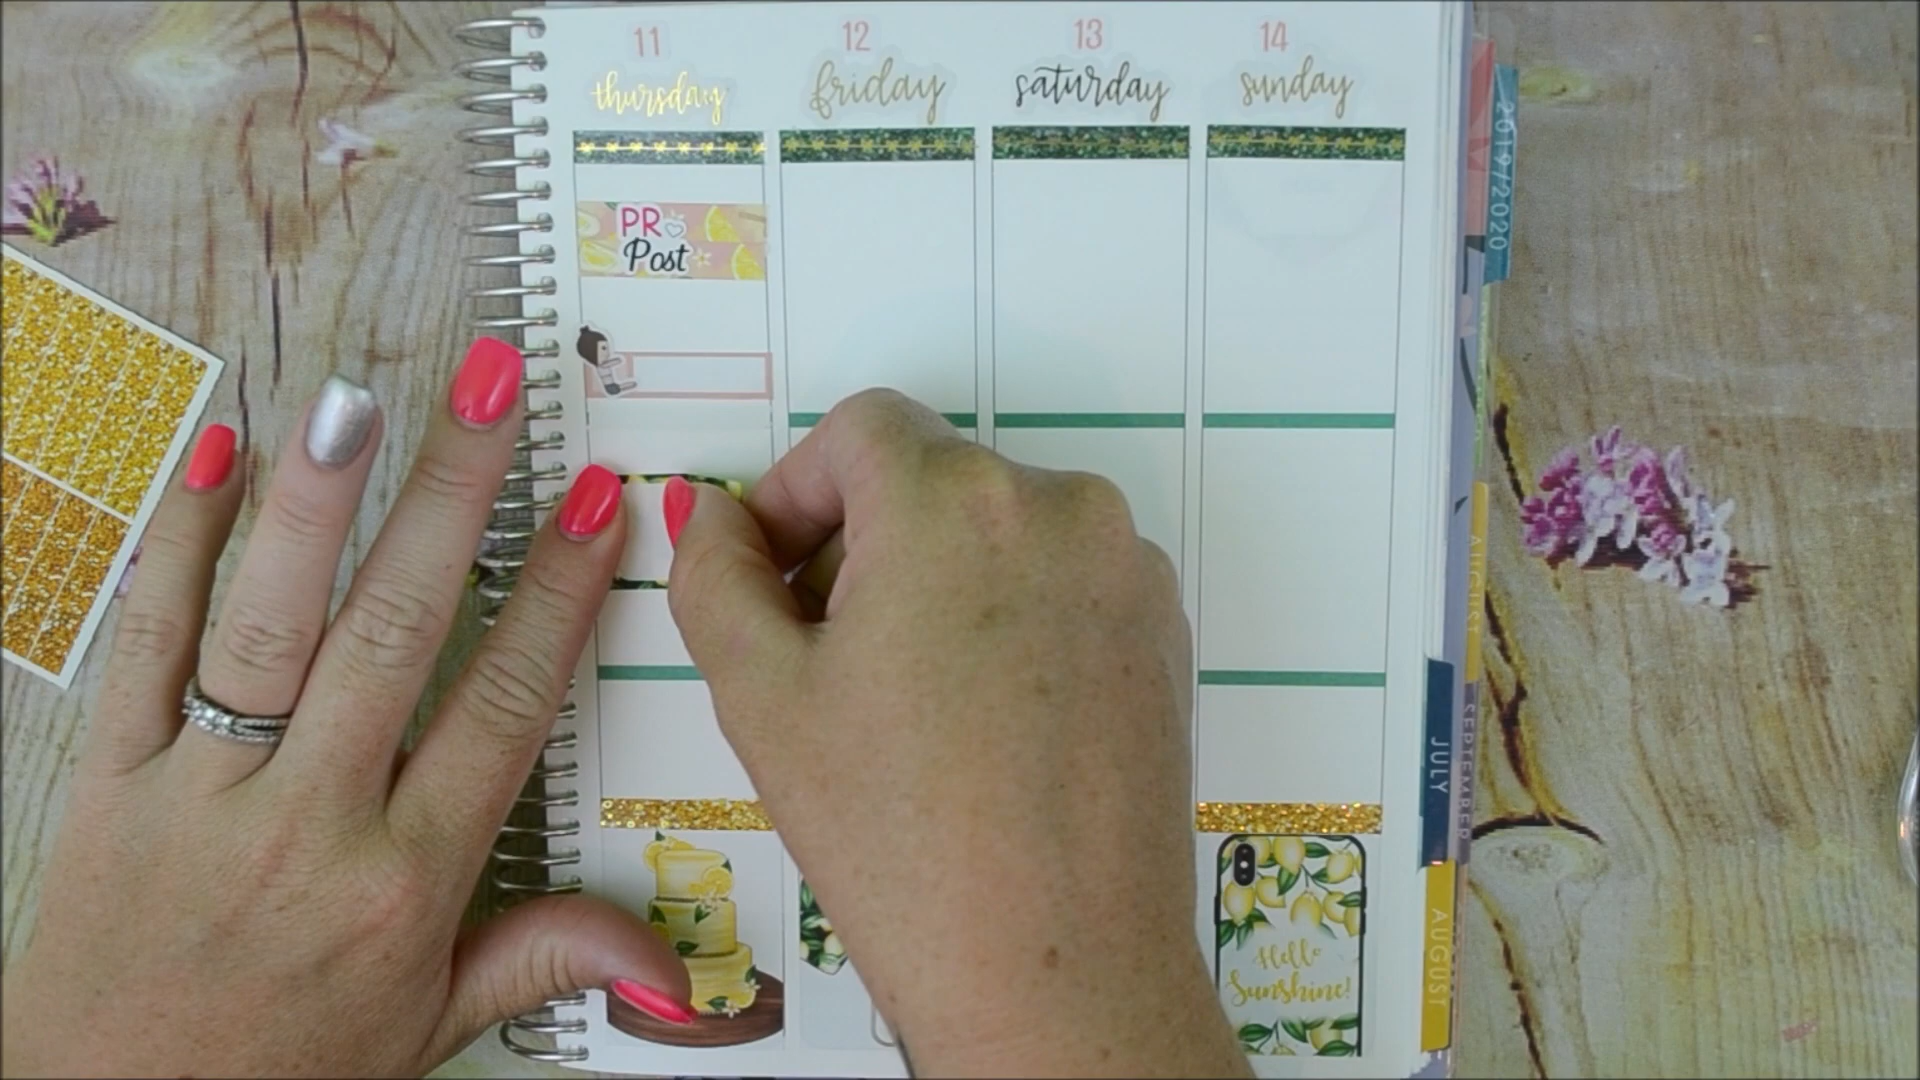 11 12 13 14
thursday friday saturday sunday
PR
Post
Hello
Sunshine!
2019/2020
AUGUST
SEPTEMBER
JULY
AUGUST